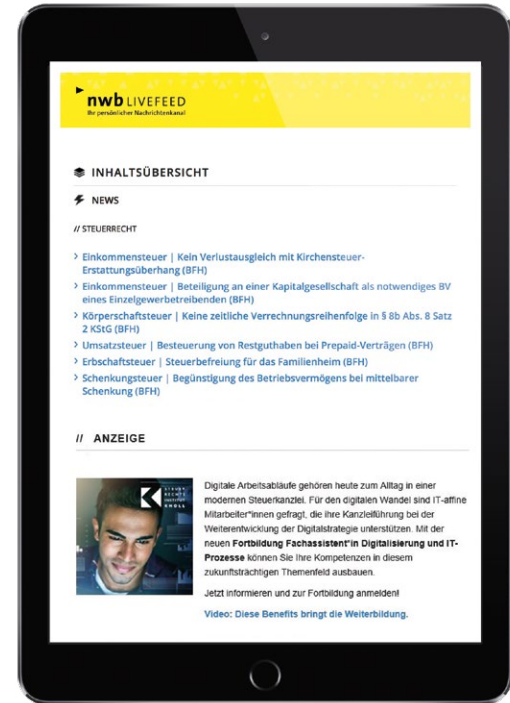 nwb LIVEFEED
Ihr persönlicher Nachrichtenkanal
INHALTSÜBERSICHT
NEWS
// STEUERRECHT
› Einkommensteuer | Kein Verlustausgleich mit Kirchensteuer-
Erstattungsüberhang (BFH)
› Einkommensteuer | Beteiligung an einer Kapitalgesellschaft als notwendiges BV
eines Einzelgewerbetreibenden (BFH)
› Körperschaftsteuer | Keine zeitliche Verrechnungsreihenfolge in § 8b Abs. 8 Satz
2 KStG (BFH)
› Umsatzsteuer | Besteuerung von Restguthaben bei Prepaid-Verträgen (BFH)
› Erbschaftsteuer | Steuerbefreiung für das Familienheim (BFH)
› Schenkungsteuer | Begünstigung des Betriebsvermögens bei mittelbarer
Schenkung (BFH)
// ANZEIGE
STEUER
RECHTS
INSTITUT
KNOLL
Digitale Arbeitsabläufe gehören heute zum Alltag in einer
modernen Steuerkanzlei. Für den digitalen Wandel sind IT-affine
Mitarbeiter*innen gefragt, die ihre Kanzleiführung bei der
Weiterentwicklung der Digitalstrategie unterstützen. Mit der
neuen Fortbildung Fachassistent*in Digitalisierung und IT-
Prozesse können Sie Ihre Kompetenzen in diesem
zukunftsträchtigen Themenfeld ausbauen.
Jetzt informieren und zur Fortbildung anmelden!
Video: Diese Benefits bringt die Weiterbildung.